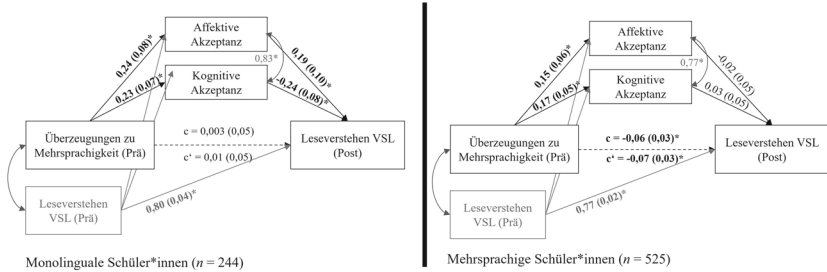 Affektive
Akzeptanz
0,24 (0,08)*
0,19 (0,10)*
0,83*
Kognitive
Akzeptanz
0,23 (0,07)*
-0,24 (0,08)*
Überzeugungen zu
Mehrsprachigkeit (Prä)
c = 0,003 (0,05)
c‘ = 0,01 (0,05)
Leseverstehen VSL
(Post)
Leseverstehen
VSL (Prä)
0,80 (0,04)*
Monolinguale Schüler*innen (n = 244)
Affektive
Akzeptanz
0,15 (0,06)*
-0,02 (0,05)
0,77*
Kognitive
Akzeptanz
0,17 (0,05)*
0,03 (0,05)
Überzeugungen zu
Mehrsprachigkeit (Prä)
c = -0,06 (0,03)*
c‘ = -0,07 (0,03)*
Leseverstehen VSL
(Post)
Leseverstehen
VSL (Prä)
0,77 (0,02)*
Mehrsprachige Schüler*innen (n = 525)